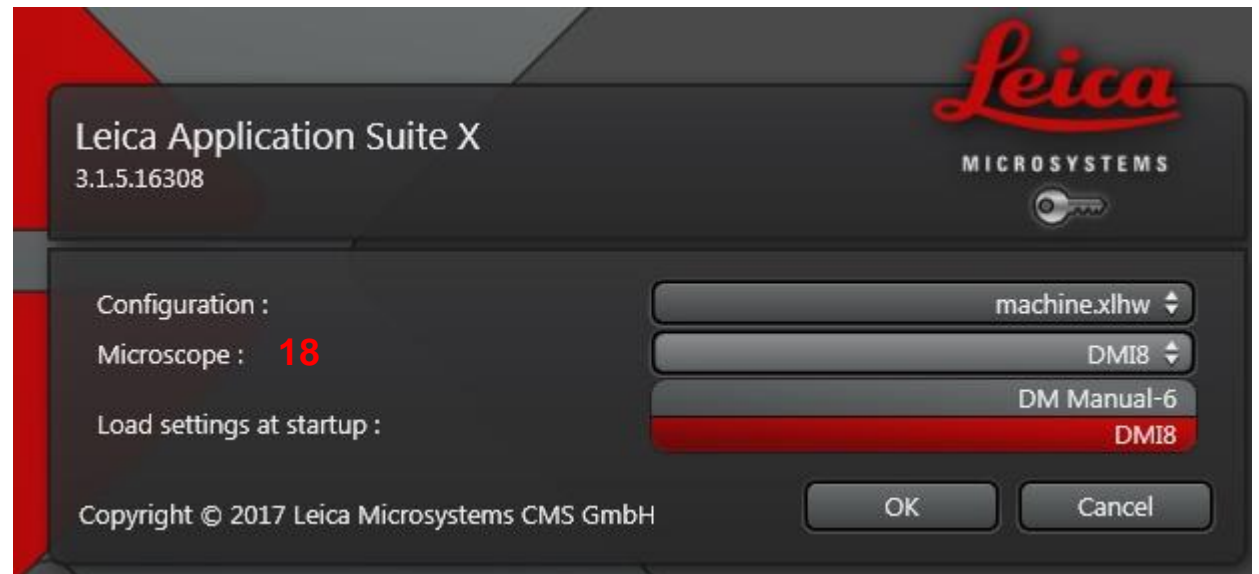 Leica
MICROSYSTEMS
Leica Application Suite X
3.1.5.16308
Configuration : machine.xlhw
Microscope : 18 DMI8
DM Manual-6
DMI8
Load settings at startup :
Copyright © 2017 Leica Microsystems CMS GmbH
OK Cancel